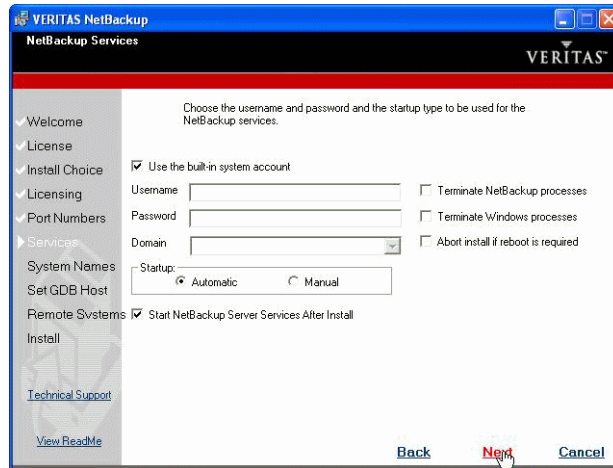 VERITAS NetBackup
NetBackup Services
VERITAS
Choose the username and password and the startup type to be used for the
NetBackup services.
Welcome
License
Install Choice
Licensing
Port Numbers
Services
System Names
Set GDB Host
Remote Systems
Install
Technical Support
View ReadMe
Use the built-in system account
Username
Password
Domain
Terminate NetBackup processes
Terminate Windows processes
Abort install if reboot is required
Startup:
Automatic
Manual
Start NetBackup Server Services After Install
Back
Next
Cancel